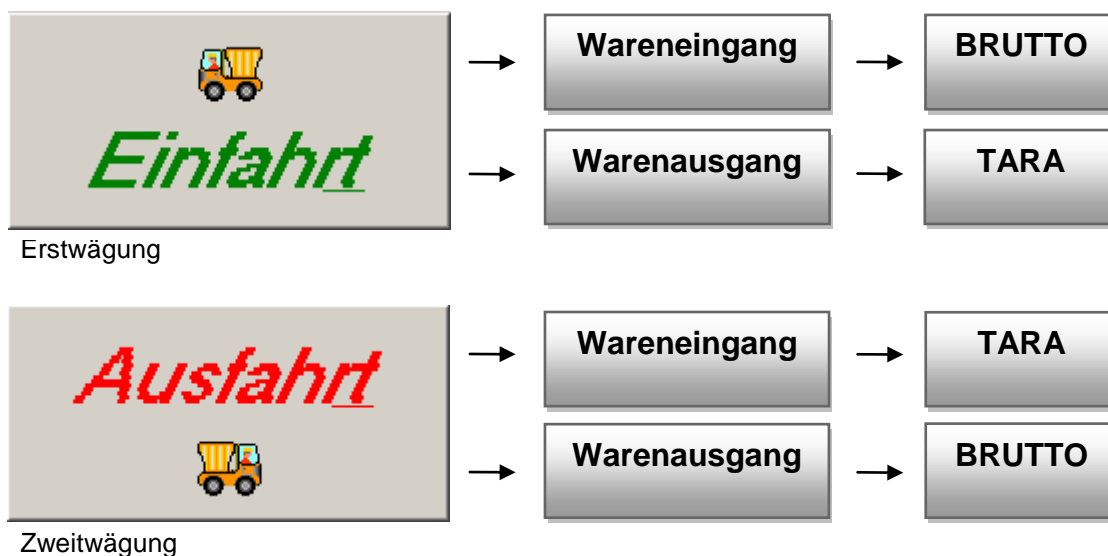 Wareneingang
BRUTTO
Einfahrt
Warenausgang
TARA
Erstwägung
Wareneingang
TARA
Ausfahrt
Warenausgang
BRUTTO
Zweitwägung